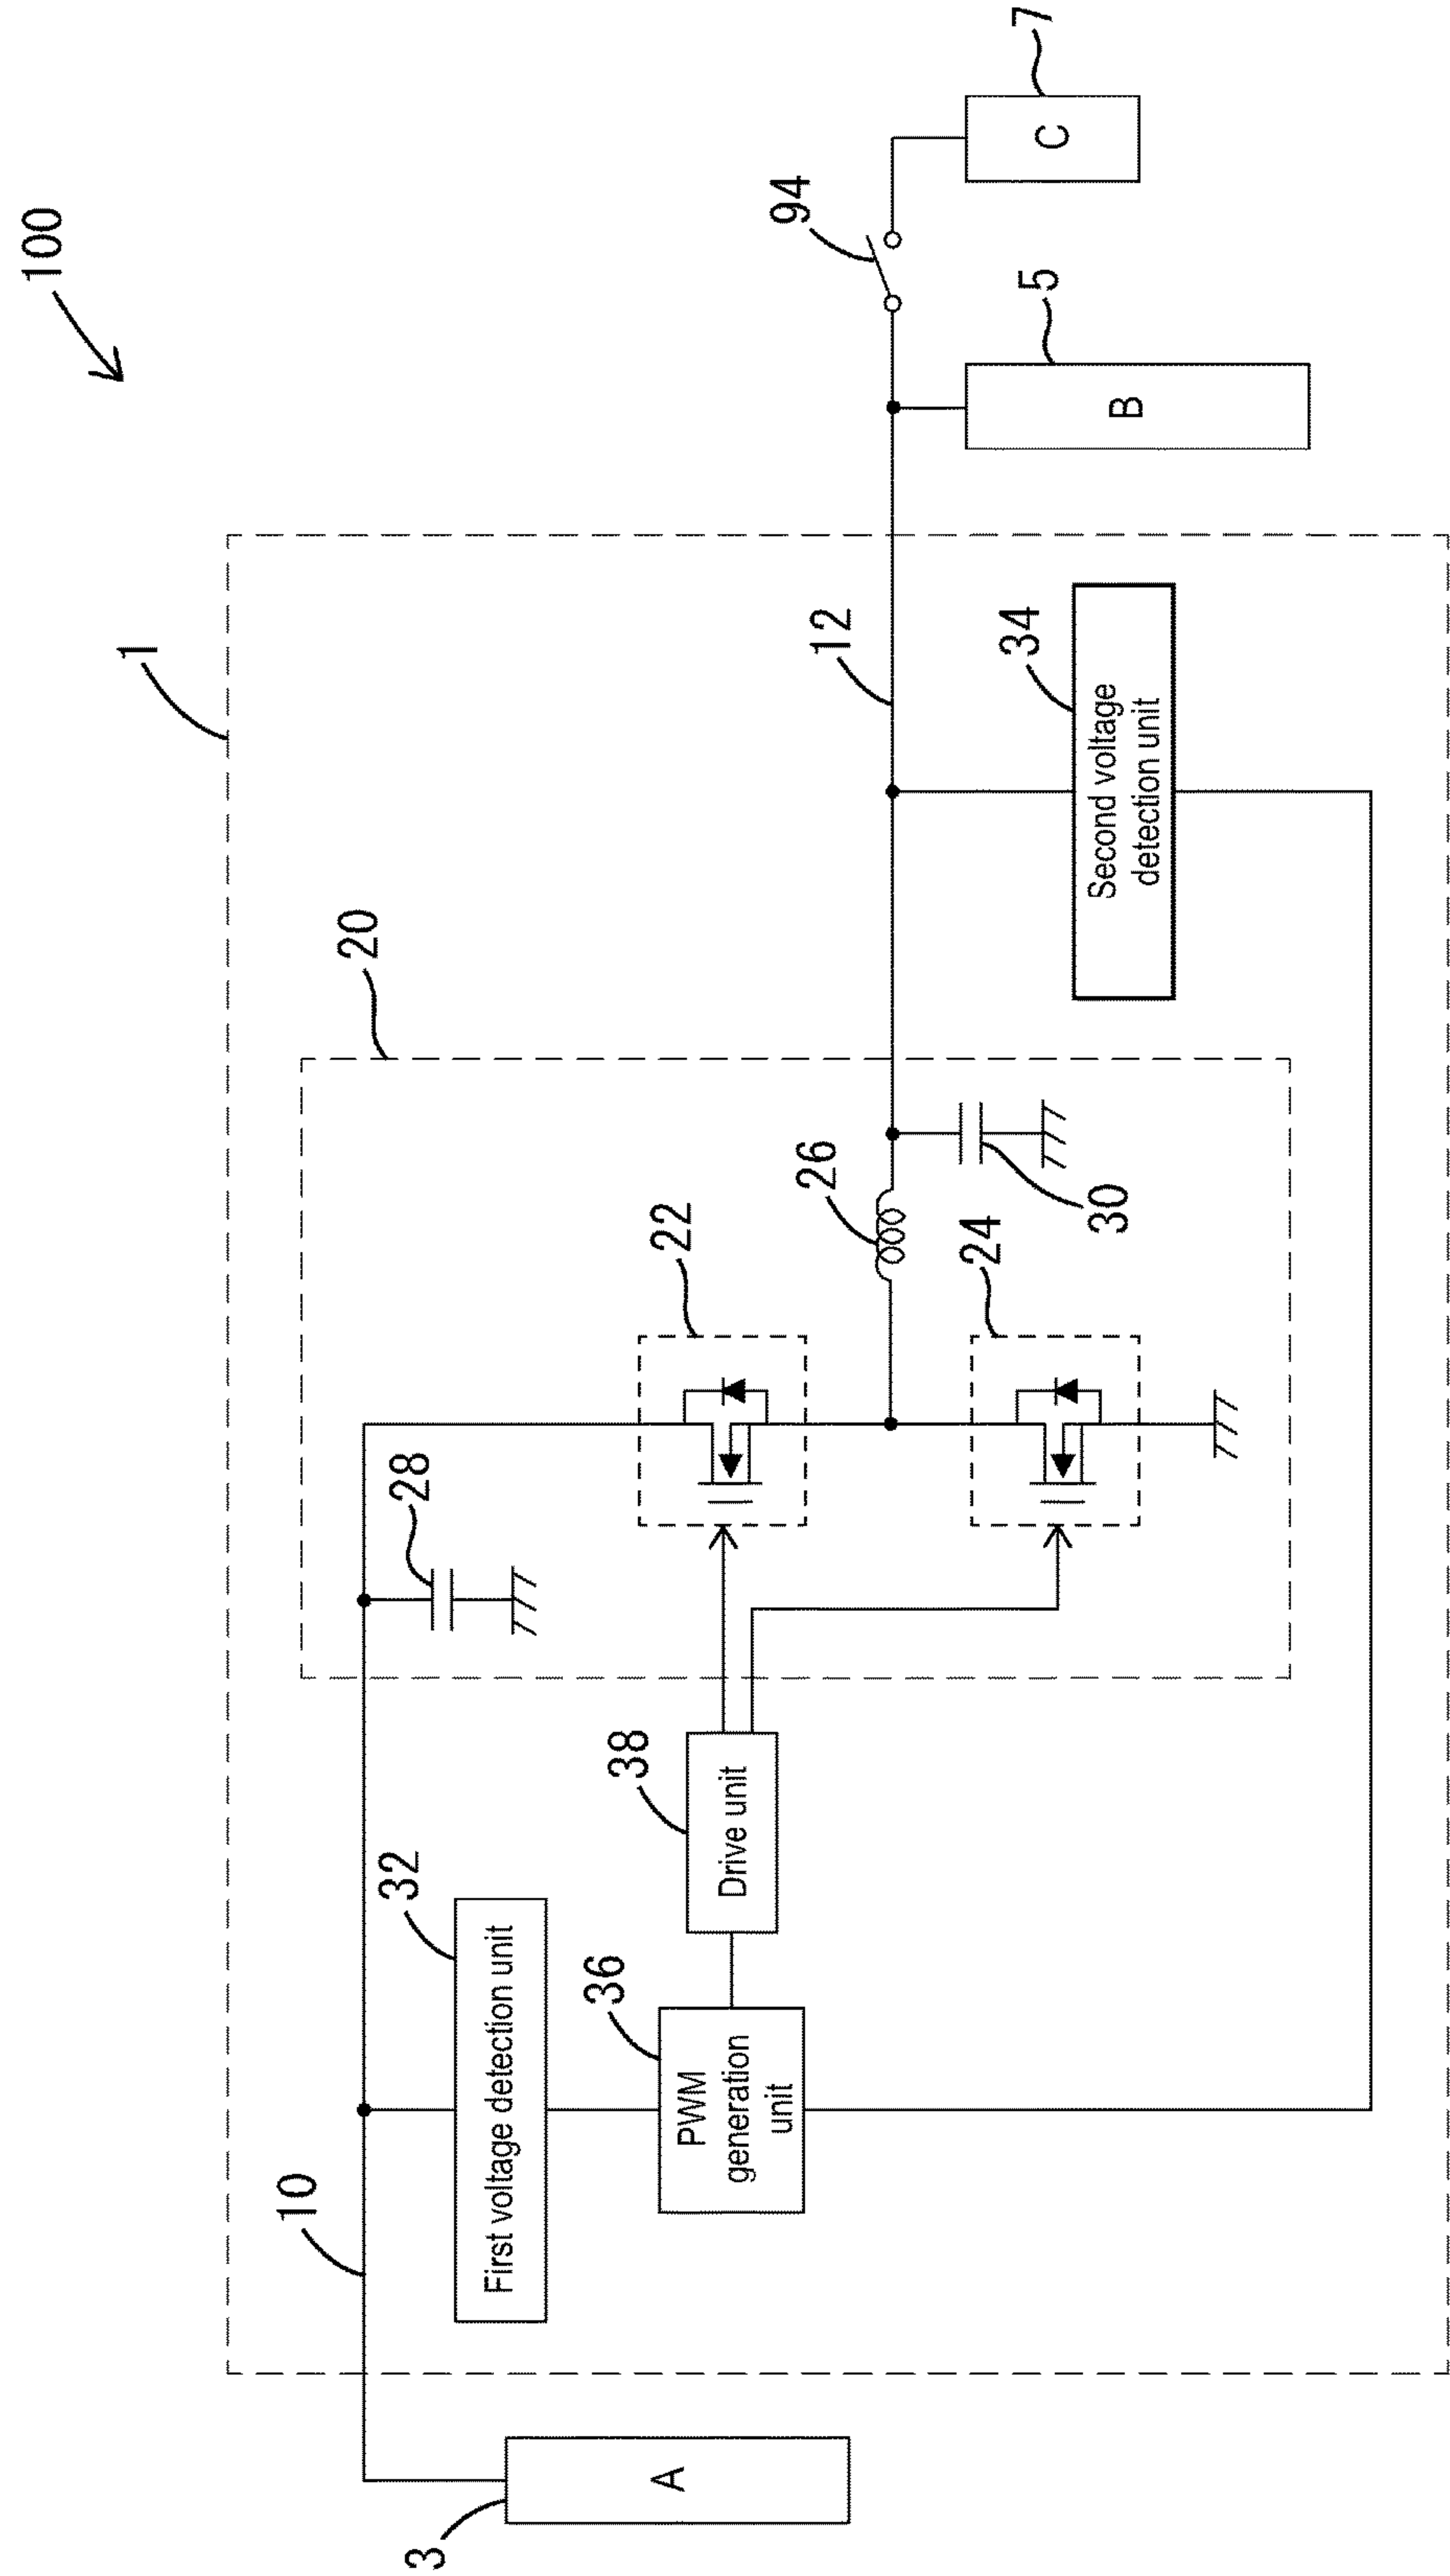 100
1
20
10
28
22
26
12
94
7
C
5
B
34
Second voltage
detection unit
32
First voltage detection unit
38
Drive unit
36
PWM
generation
unit
24
30
3
A